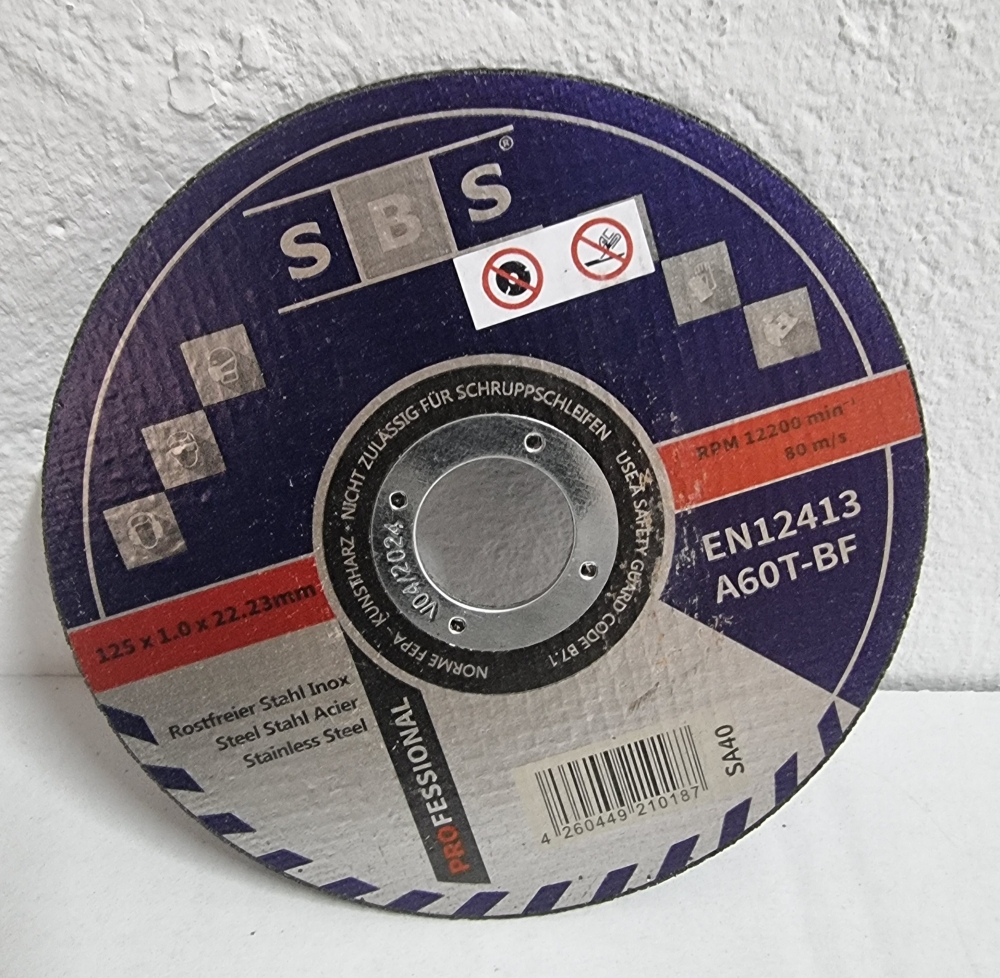 SBS®
RPM 12200 min⁻¹
80 m/s
EN12413
A60T-BF
NORME FEPA - KUNSTHARZ - NICHT ZULÄSSIG FÜR SCHRUPPSCHLEIFEN
USE A SAFETY GUARD CODE B7.1
V04/2024
125 x 1.0 x 22.23mm
Rostfreier Stahl Inox
Steel Stahl Acier
Stainless Steel
PROFESSIONAL
SA40
4 260449 210187